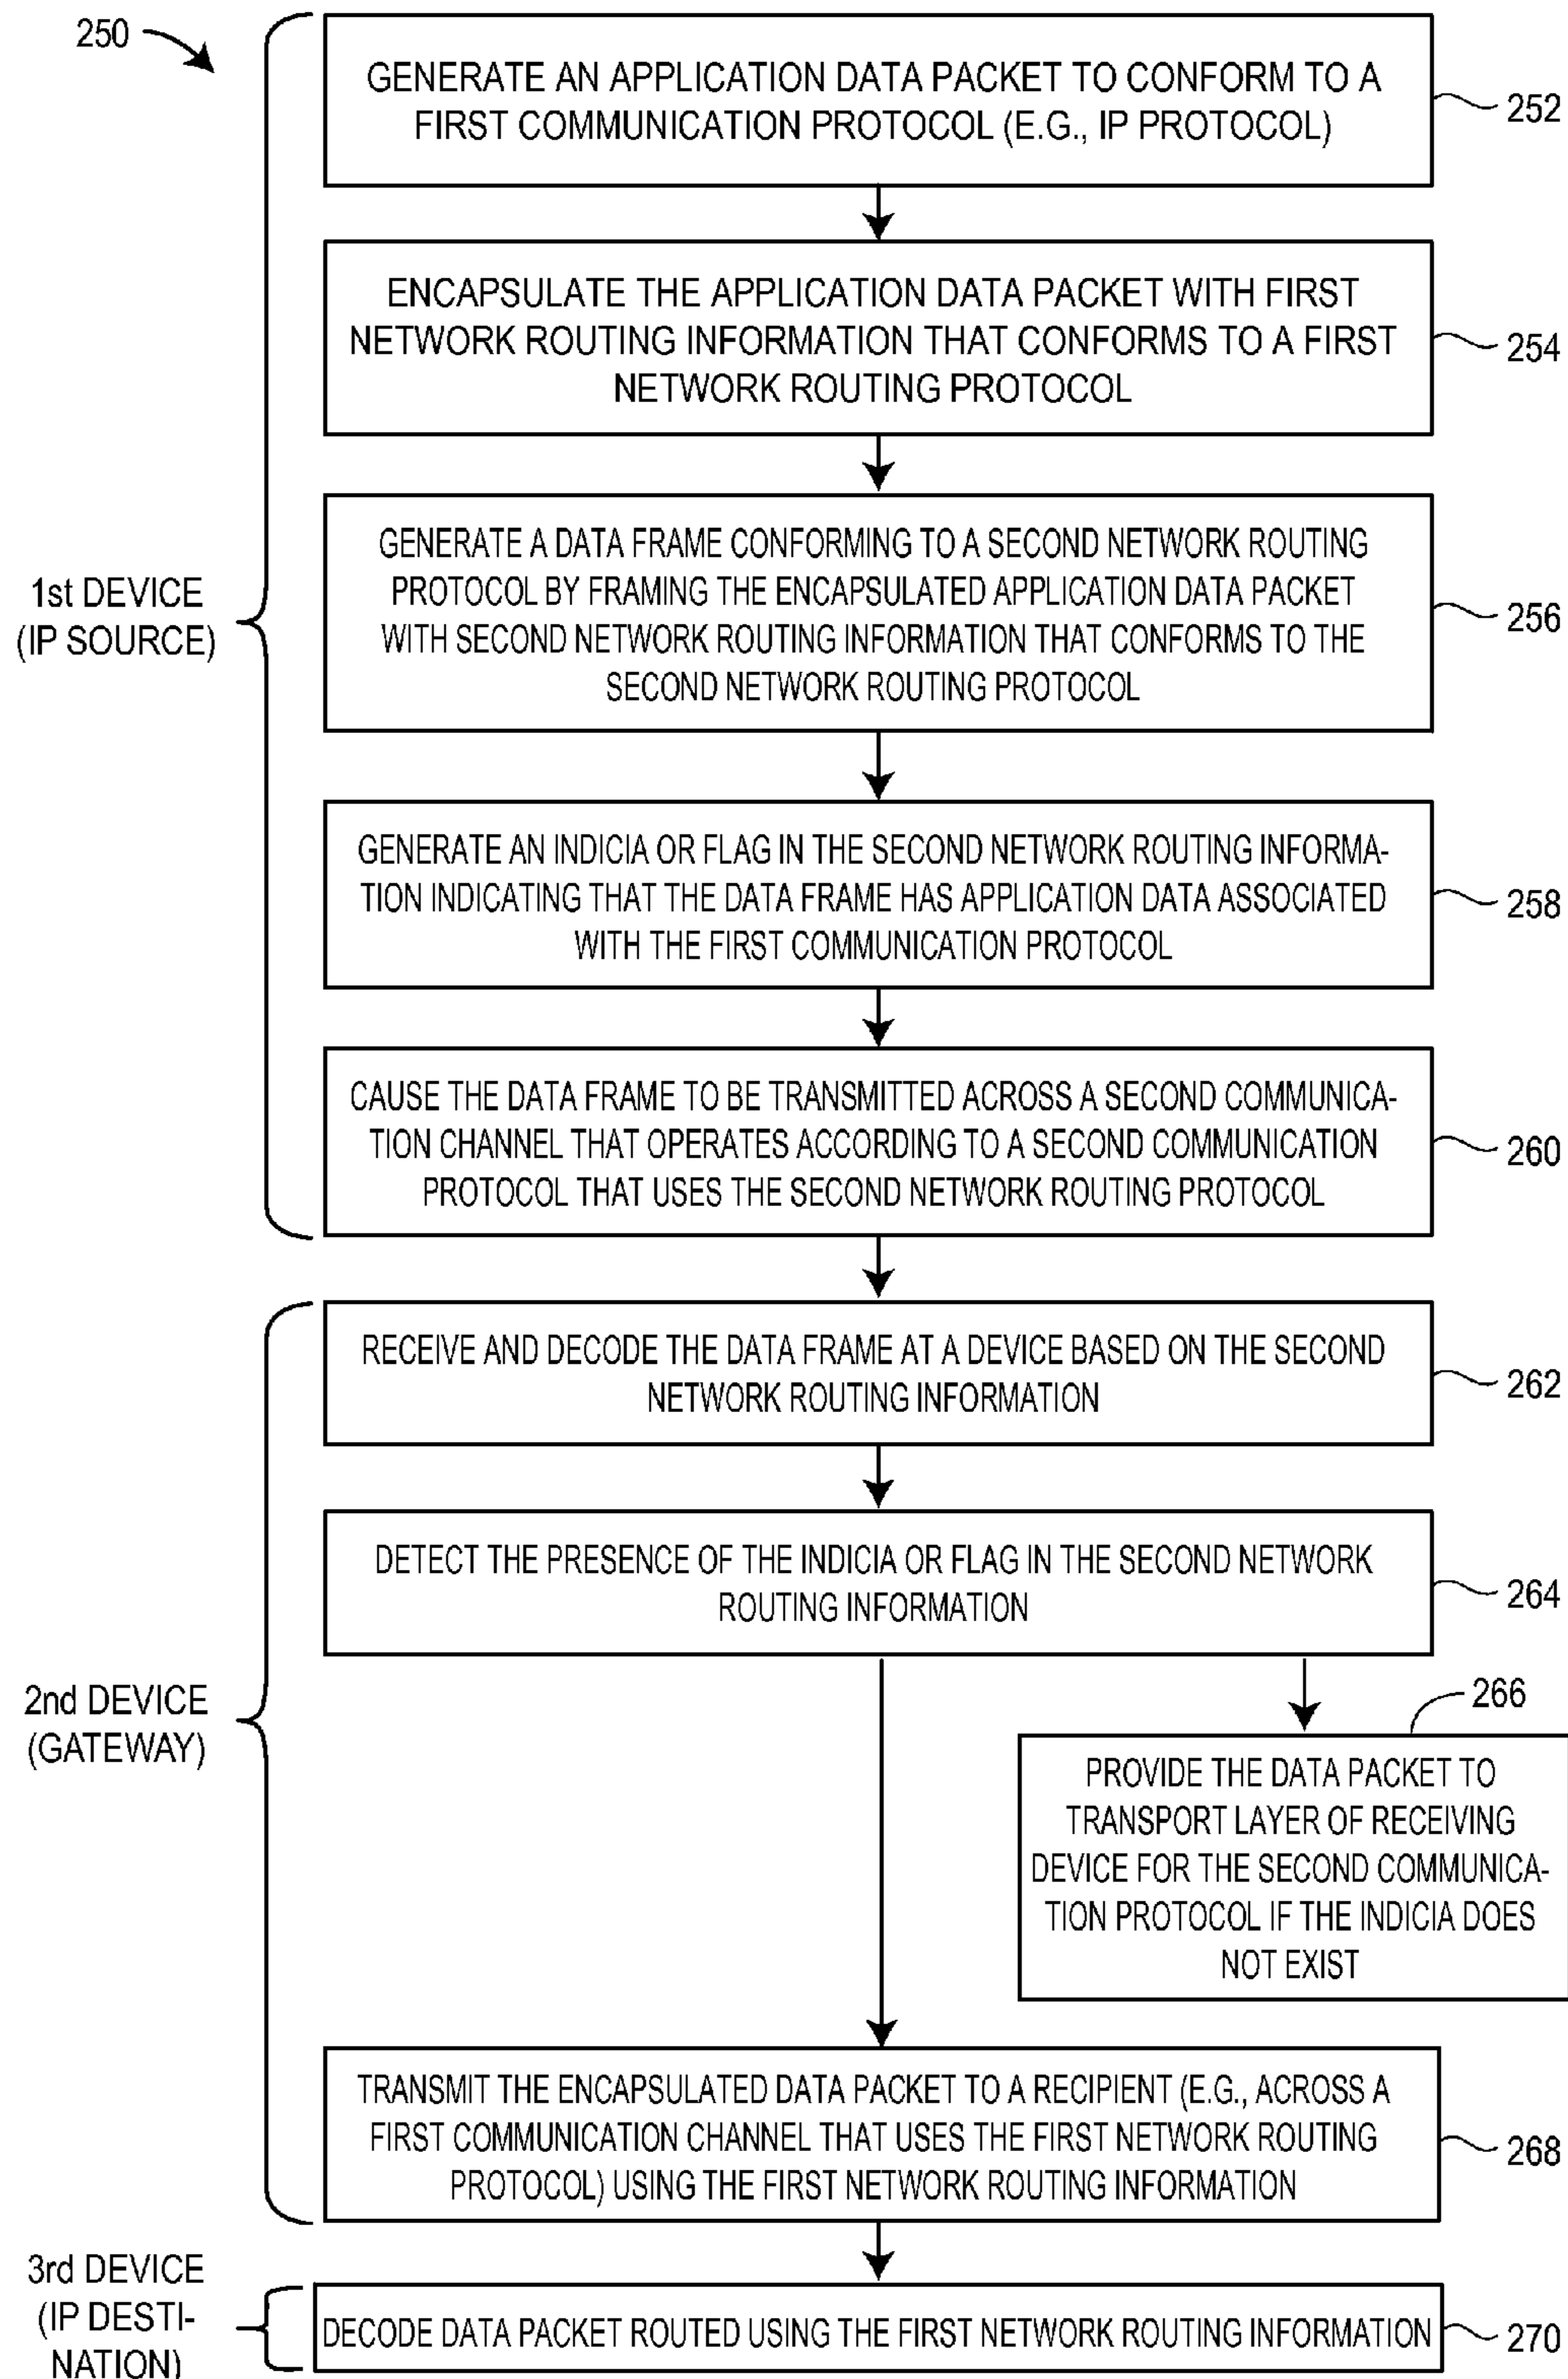 250
GENERATE AN APPLICATION DATA PACKET TO CONFORM TO A
FIRST COMMUNICATION PROTOCOL (E.G., IP PROTOCOL)
252
ENCAPSULATE THE APPLICATION DATA PACKET WITH FIRST
NETWORK ROUTING INFORMATION THAT CONFORMS TO A FIRST
NETWORK ROUTING PROTOCOL
254
GENERATE A DATA FRAME CONFORMING TO A SECOND NETWORK ROUTING
PROTOCOL BY FRAMING THE ENCAPSULATED APPLICATION DATA PACKET
WITH SECOND NETWORK ROUTING INFORMATION THAT CONFORMS TO THE
SECOND NETWORK ROUTING PROTOCOL
256
1st DEVICE
(IP SOURCE)
GENERATE AN INDICIA OR FLAG IN THE SECOND NETWORK ROUTING INFORMA-
TION INDICATING THAT THE DATA FRAME HAS APPLICATION DATA ASSOCIATED
WITH THE FIRST COMMUNICATION PROTOCOL
258
CAUSE THE DATA FRAME TO BE TRANSMITTED ACROSS A SECOND COMMUNICA-
TION CHANNEL THAT OPERATES ACCORDING TO A SECOND COMMUNICATION
PROTOCOL THAT USES THE SECOND NETWORK ROUTING PROTOCOL
260
RECEIVE AND DECODE THE DATA FRAME AT A DEVICE BASED ON THE SECOND
NETWORK ROUTING INFORMATION
262
DETECT THE PRESENCE OF THE INDICIA OR FLAG IN THE SECOND NETWORK
ROUTING INFORMATION
264
2nd DEVICE
(GATEWAY)
266
PROVIDE THE DATA PACKET TO
TRANSPORT LAYER OF RECEIVING
DEVICE FOR THE SECOND COMMUNICA-
TION PROTOCOL IF THE INDICIA DOES
NOT EXIST
TRANSMIT THE ENCAPSULATED DATA PACKET TO A RECIPIENT (E.G., ACROSS A
FIRST COMMUNICATION CHANNEL THAT USES THE FIRST NETWORK ROUTING
PROTOCOL) USING THE FIRST NETWORK ROUTING INFORMATION
268
3rd DEVICE
(IP DESTI-
NATION)
DECODE DATA PACKET ROUTED USING THE FIRST NETWORK ROUTING INFORMATION
270